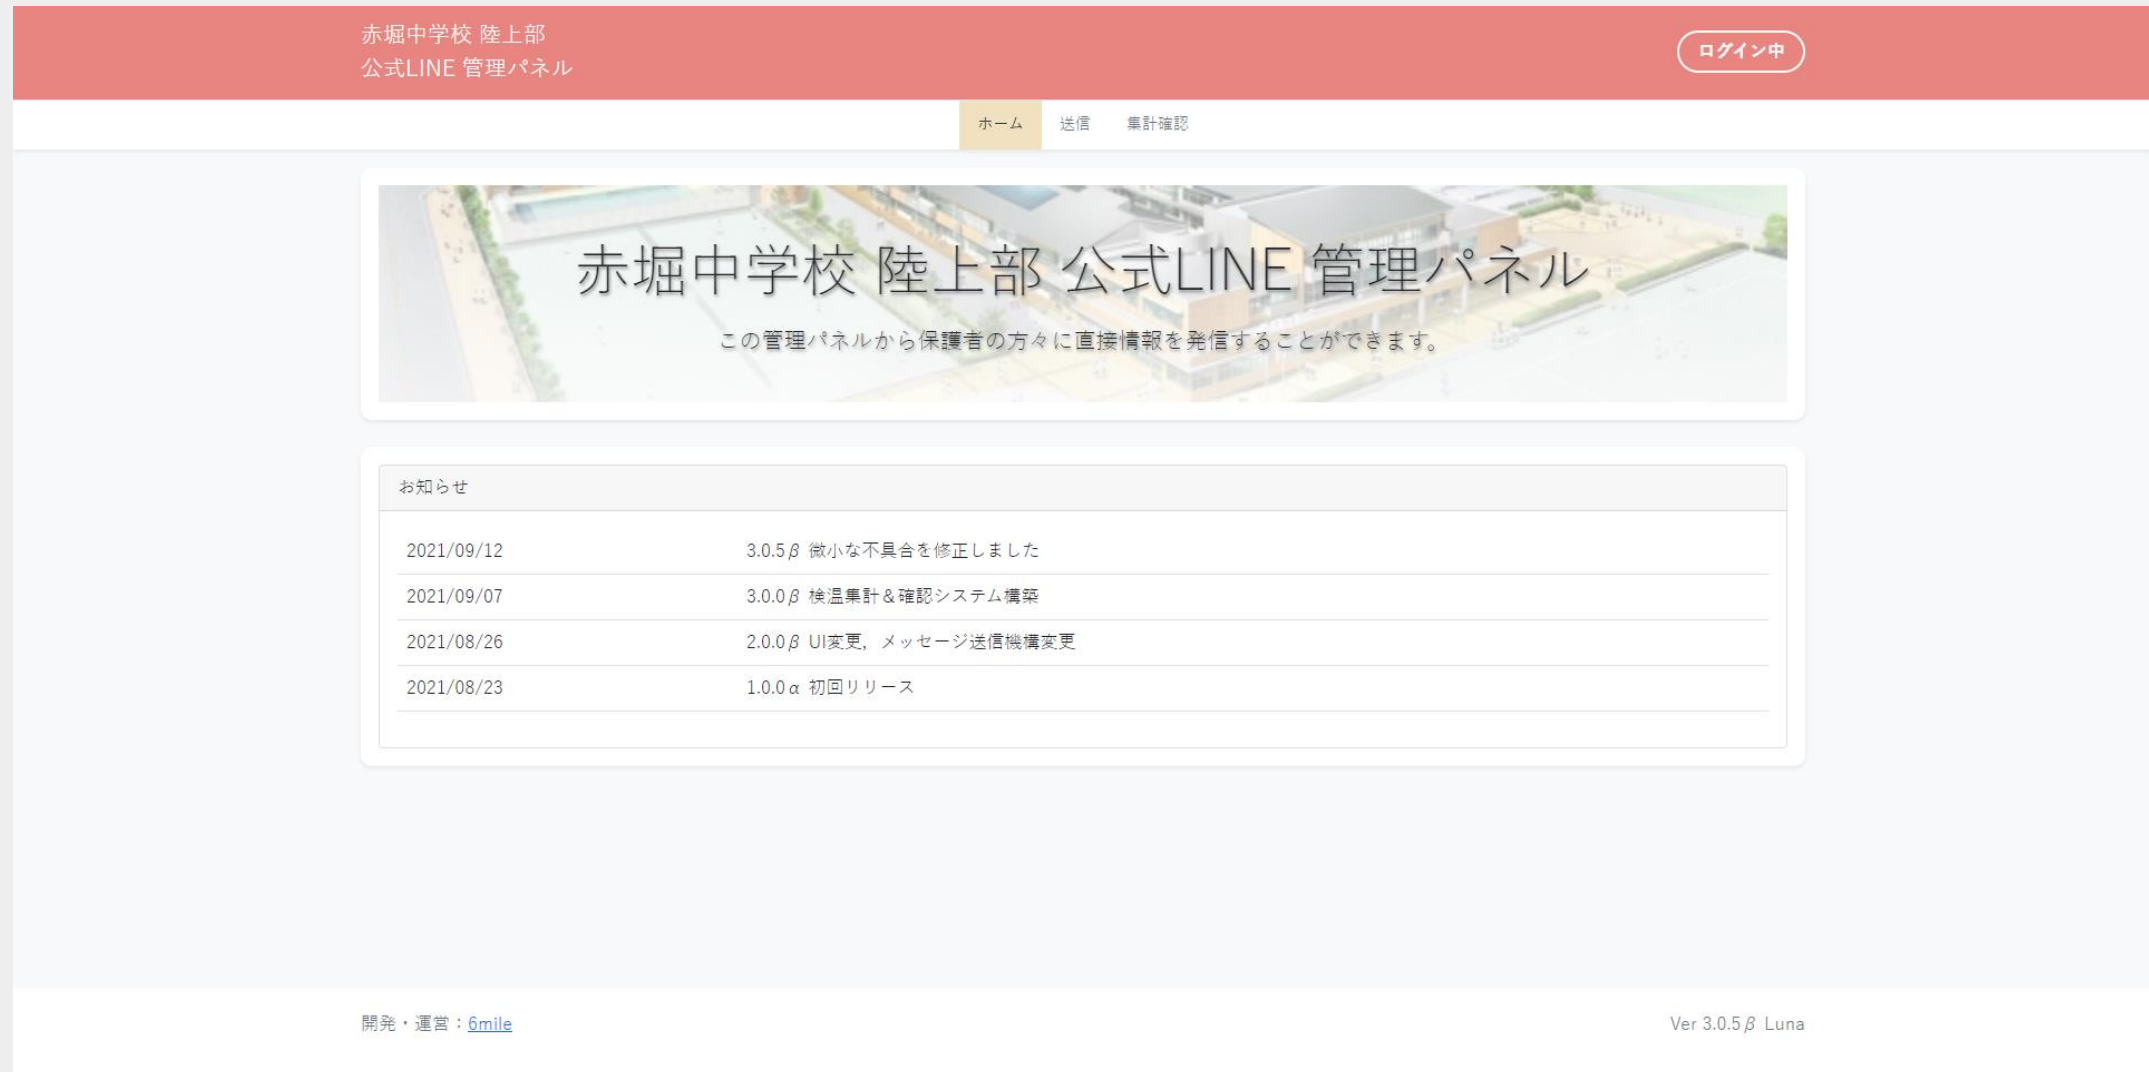 赤堀中学校 陸上部
公式LINE 管理パネル
ログイン中
ホーム 送信 集計確認
赤堀中学校 陸上部 公式LINE 管理パネル
この管理パネルから保護者の方々に直接情報を発信することができます。
お知らせ
2021/09/12 3.0.5β 微小な不具合を修正しました
2021/09/07 3.0.0β 検温集計＆確認システム構築
2021/08/26 2.0.0β UI変更，メッセージ送信機構変更
2021/08/23 1.0.0α 初回リリース
開発・運営：6mile
Ver 3.0.5β Luna